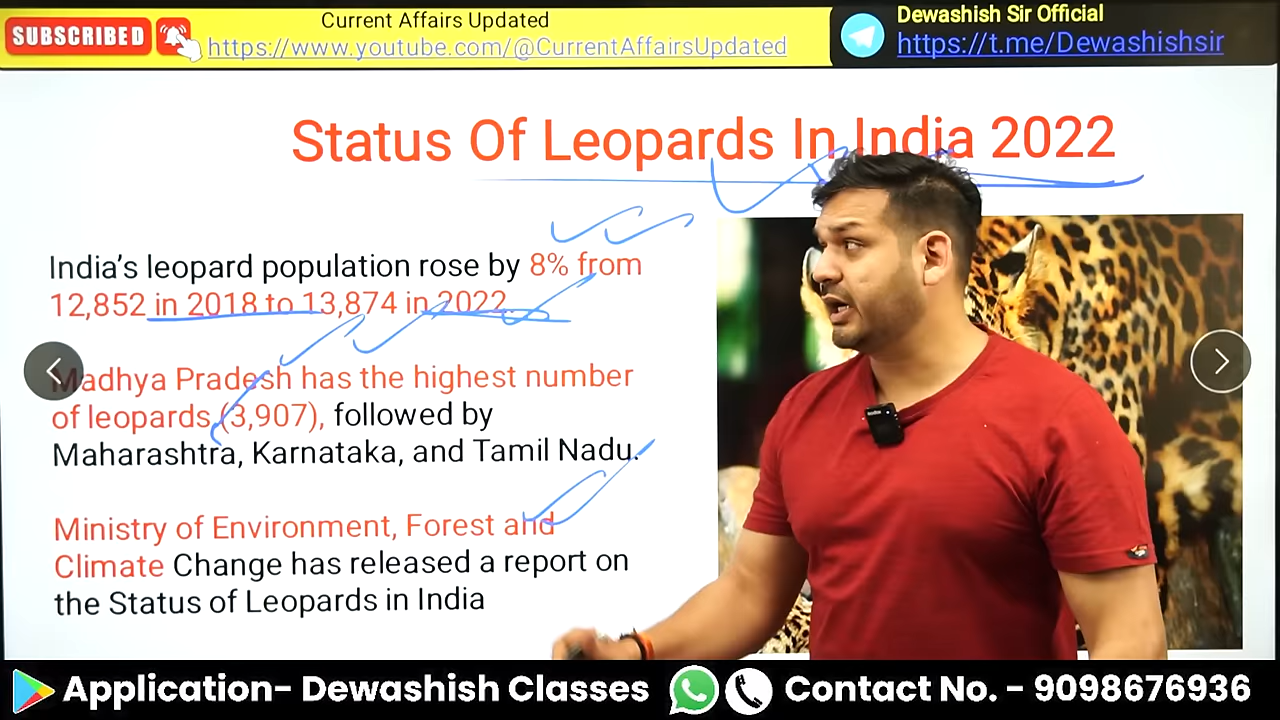 SUBSCRIBED
Current Affairs Updated
https://www.youtube.com/@CurrentAffairsUpdated
Dewashish Sir Official
https://t.me/Dewashishsir
Status Of Leopards In India 2022
India's leopard population rose by 8% from
12,852 in 2018 to 13,874 in 2022.
Madhya Pradesh has the highest number
of leopards (3,907), followed by
Maharashtra, Karnataka, and Tamil Nadu.
Ministry of Environment, Forest and
Climate Change has released a report on
the Status of Leopards in India
Application- Dewashish Classes
Contact No. - 9098676936